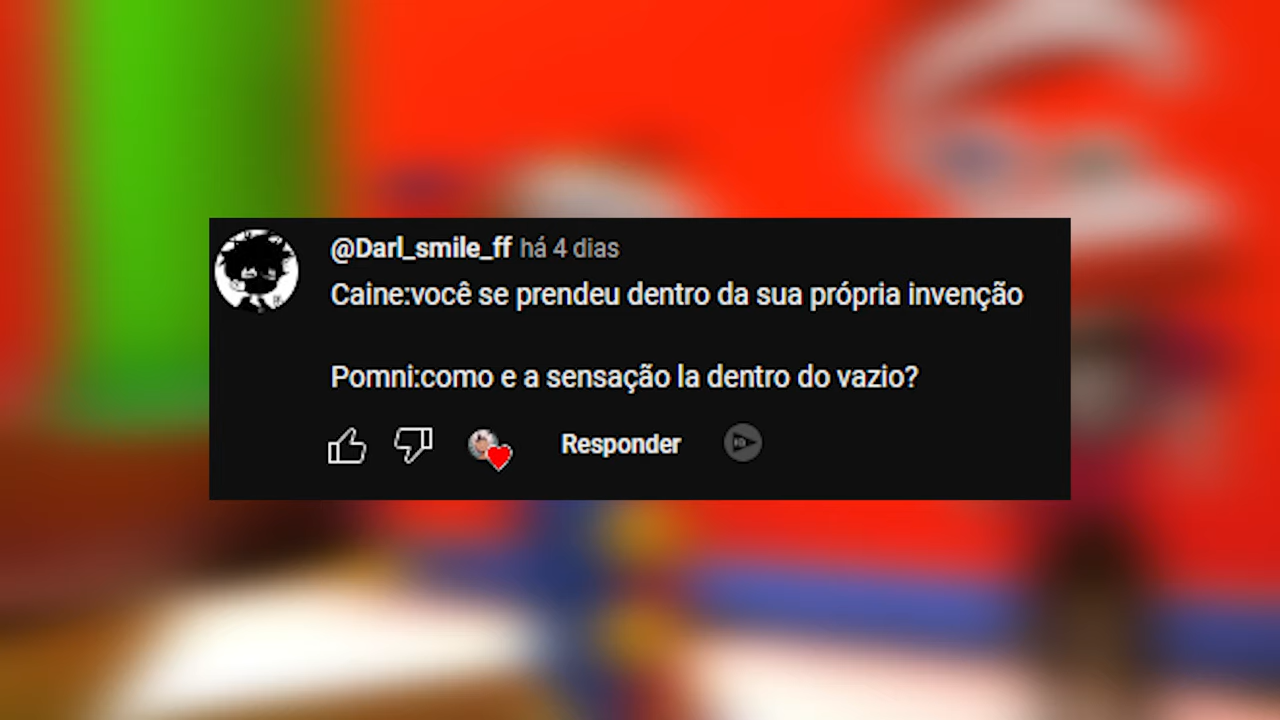 @Darl_smile_ff há 4 dias
Caine:você se prendeu dentro da sua própria invenção
Pomni:como e a sensação la dentro do vazio?
Responder